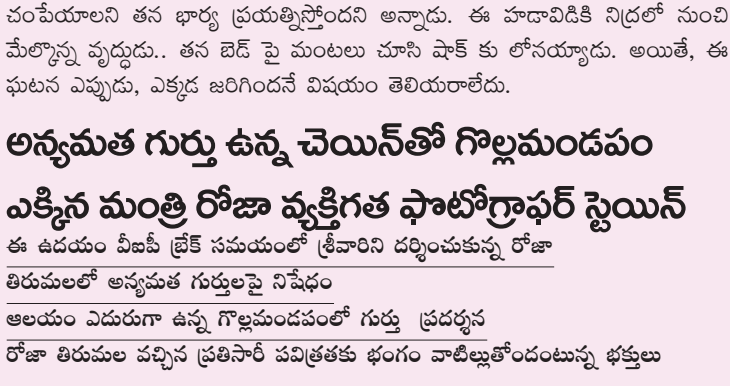 చంపేయాలని తన భార్య ప్రయత్నిస్తోందని అన్నాడు. ఈ హడావిడికి నిద్రలో నుంచి
మేల్కొన్న వృద్ధుడు.. తన బెడ్ పై మంటలు చూసి షాక్ కు లోనయ్యాడు. అయితే, ఈ
ఘటన ఎప్పుడు, ఎక్కడ జరిగిందనే విషయం తెలియరాలేదు.
అన్యమత గుర్తు ఉన్న చెయిన్‌తో గొల్లమండపం
ఎక్కిన మంత్రి రోజా వ్యక్తిగత ఫొటోగ్రాఫర్ స్టెయిన్
ఈ ఉదయం వీఐపీ బ్రేక్ సమయంలో శ్రీవారిని దర్శించుకున్న రోజా
తిరుమలలో అన్యమత గుర్తులపై నిషేధం
ఆలయం ఎదురుగా ఉన్న గొల్లమండపంలో గుర్తు ప్రదర్శన
రోజా తిరుమల వచ్చిన ప్రతిసారీ పవిత్రతకు భంగం వాటిల్లుతోందంటున్న భక్తులు